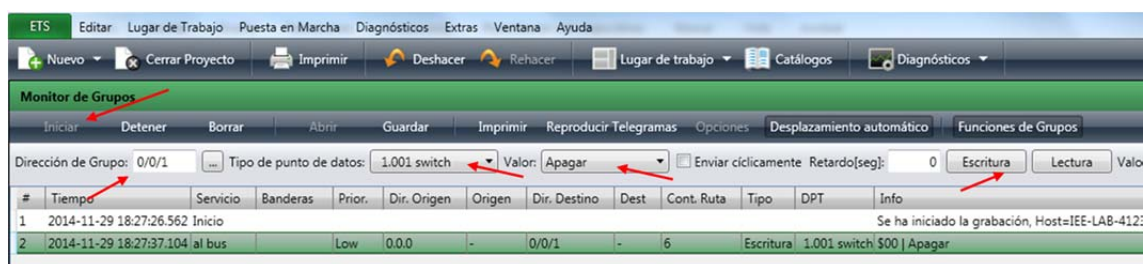 ETS Editar Lugar de Trabajo Puesta en Marcha Diagnósticos Extras Ventana Ayuda
Nuevo Cerrar Proyecto Imprimir Deshacer Rehacer Lugar de trabajo Catálogos Diagnósticos
Monitor de Grupos
Iniciar Detener Borrar Abrir Guardar Imprimir Reproducir Telegramas Opciones Desplazamiento automático Funciones de Grupos
Dirección de Grupo: 0/0/1 ... Tipo de punto de datos: 1.001 switch Valor: Apagar Enviar cíclicamente Retardo[seg]: 0 Escritura Lectura Valo
# Tiempo Servicio Banderas Prior. Dir. Origen Origen Dir. Destino Dest Cont. Ruta Tipo DPT Info
1 2014-11-29 18:27:26.562 Inicio Se ha iniciado la grabación, Host=IEE-LAB-4123
2 2014-11-29 18:27:37.104 al bus Low 0.0.0 - 0/0/1 - 6 Escritura 1.001 switch $00 | Apagar